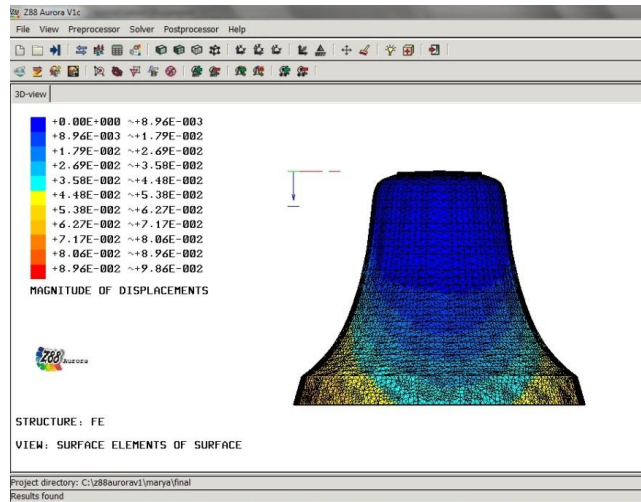 Z88 Aurora V1c
File View Preprocessor Solver Postprocessor Help
3D-view
+0.00E+000 ~+8.96E-003
+8.96E-003 ~+1.79E-002
+1.79E-002 ~+2.69E-002
+2.69E-002 ~+3.58E-002
+3.58E-002 ~+4.48E-002
+4.48E-002 ~+5.38E-002
+5.38E-002 ~+6.27E-002
+6.27E-002 ~+7.17E-002
+7.17E-002 ~+8.06E-002
+8.06E-002 ~+8.96E-002
+8.96E-002 ~+9.86E-002
MAGNITUDE OF DISPLACEMENTS
Z88 Aurora
STRUCTURE: FE
VIEW: SURFACE ELEMENTS OF SURFACE
Project directory: C:\z88aurorav1\marya\final
Results found